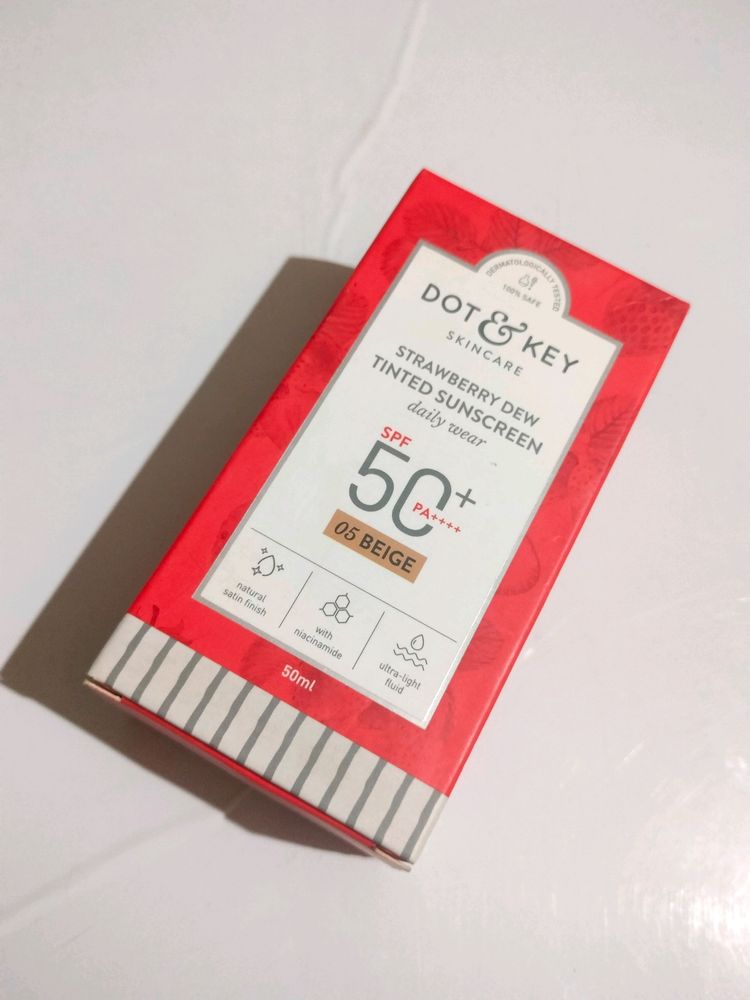 DERMATOLOGICALLY TESTED
100% SAFE
DOT & KEY
SKINCARE
STRAWBERRY DEW
TINTED SUNSCREEN
daily wear
SPF
50+
PA++++
05 BEIGE
natural
satin finish
with
niacinamide
ultra-light
fluid
50ml